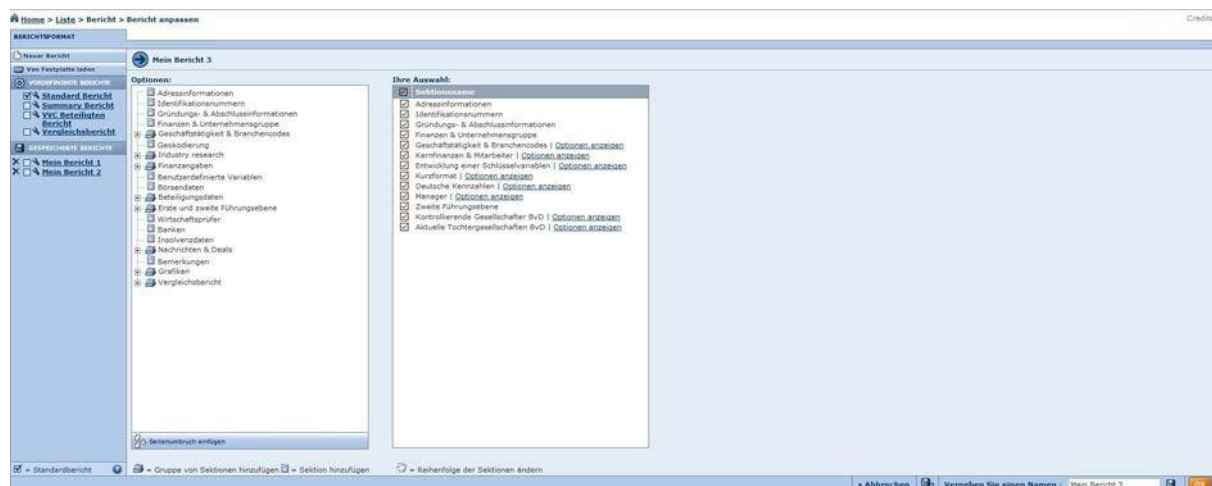 Home > Liste > Bericht > Bericht anpassen
BERICHTSFORMAT
Neuer Bericht
Von Festplatte laden
VORDEFINIERTE BERICHTE
Standard Bericht
Summary Bericht
VVC Beteiligten
Bericht
Vergleichsbericht
GESPEICHERTE BERICHTE
Mein Bericht 1
Mein Bericht 2
Mein Bericht 3
Optionen:
Adressinformationen
Identifikationsnummern
Gründungs- & Abschlussinformationen
Finanzen & Unternehmensgruppe
Geschäftstätigkeit & Branchencodes
Geokodierung
Industry research
Finanzangaben
Benutzerdefinierte Variablen
Börsendaten
Beteiligungsdaten
Erste und zweite Führungsebene
Wirtschaftsprüfer
Banken
Insolvenzdaten
Nachrichten & Deals
Bemerkungen
Grafiken
Vergleichsbericht
Seitenumbruch einfügen
Ihre Auswahl:
Sektionsname
Adressinformationen
Identifikationsnummern
Gründungs- & Abschlussinformationen
Finanzen & Unternehmensgruppe
Geschäftstätigkeit & Branchencodes | Optionen anzeigen
Kernfinanzen & Mitarbeiter | Optionen anzeigen
Entwicklung einer Schlüsselvariablen | Optionen anzeigen
Kurzformat | Optionen anzeigen
Deutsche Kennzahlen | Optionen anzeigen
Manager | Optionen anzeigen
Zweite Führungsebene
Kontrollierende Gesellschafter BvD | Optionen anzeigen
Aktuelle Tochtergesellschaften BvD | Optionen anzeigen
= Standardbericht
= Gruppe von Sektionen hinzufügen = Sektion hinzufügen
= Reihenfolge der Sektionen ändern
Abbrechen
Vergeben Sie einen Namen : Mein Bericht 3
OK